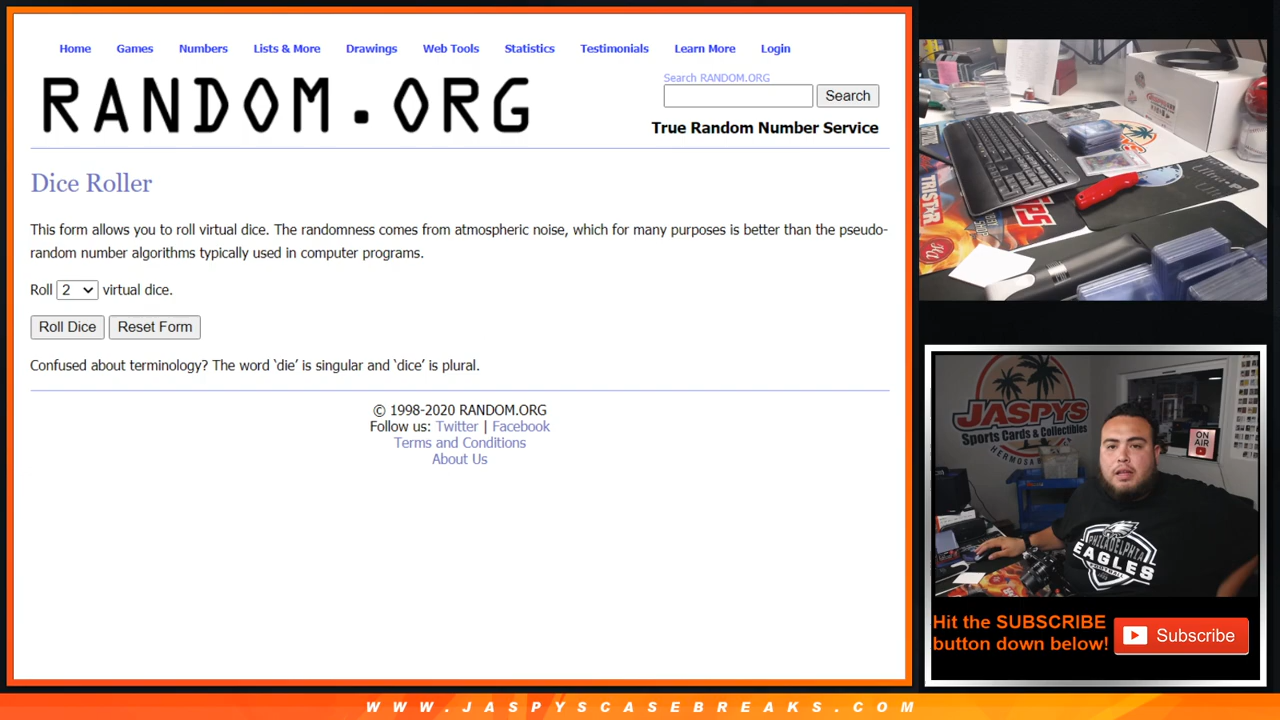 Home Games Numbers Lists & More Drawings Web Tools Statistics Testimonials Learn More Login
RANDOM.ORG
Search RANDOM.ORG
Search
True Random Number Service
Dice Roller
This form allows you to roll virtual dice. The randomness comes from atmospheric noise, which for many purposes is better than the pseudo-
random number algorithms typically used in computer programs.
Roll 2 virtual dice.
Roll Dice Reset Form
Confused about terminology? The word ‘die’ is singular and ‘dice’ is plural.
© 1998-2020 RANDOM.ORG
Follow us: Twitter | Facebook
Terms and Conditions
About Us
TRISTAR
JASPYS
Sports Cards & Collectibles
HERMOSA
ON
AIR
PHILADELPHIA
EAGLES
FOOTBALL
Hit the SUBSCRIBE
button down below!
Subscribe
WWW.JASPYSCASEBREAKS.COM